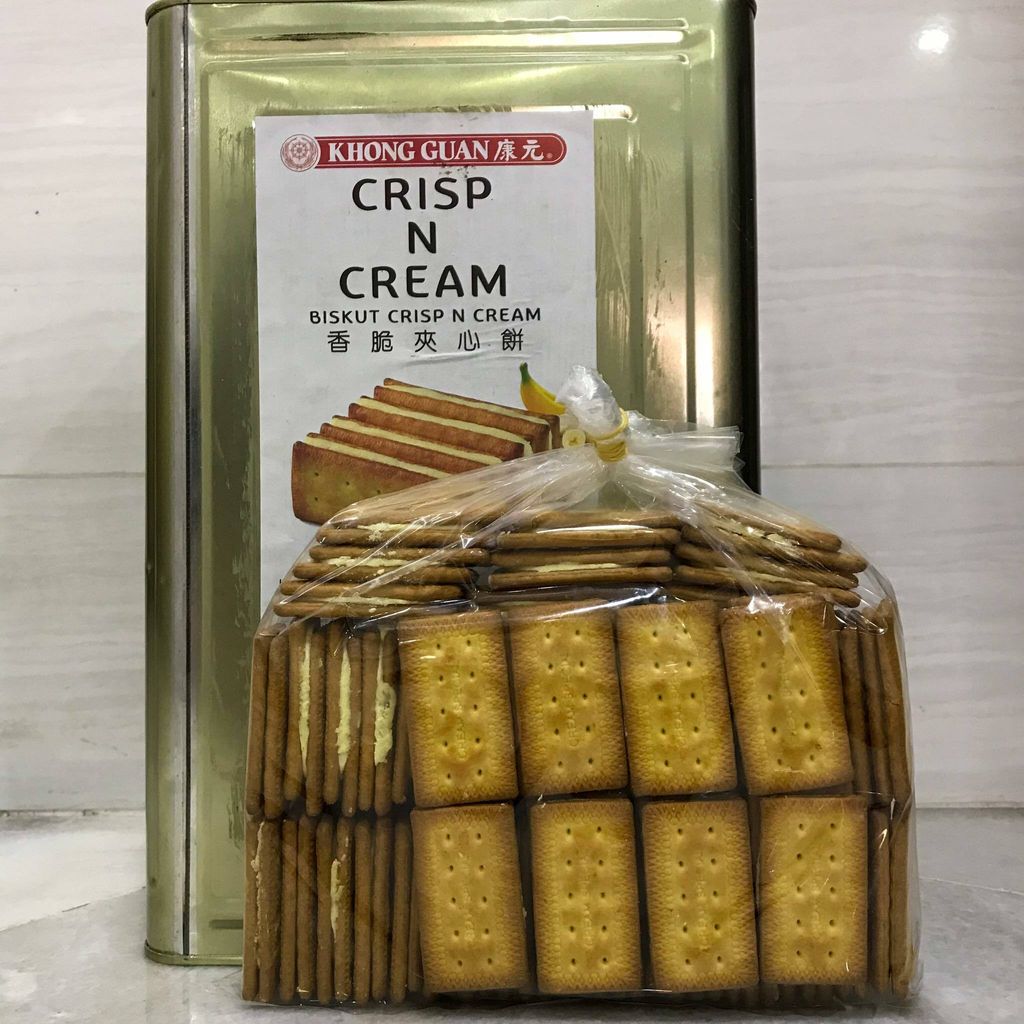 KHONG GUAN 康元
CRISP
N
CREAM
BISKUT CRISP N CREAM
香脆夾心餅